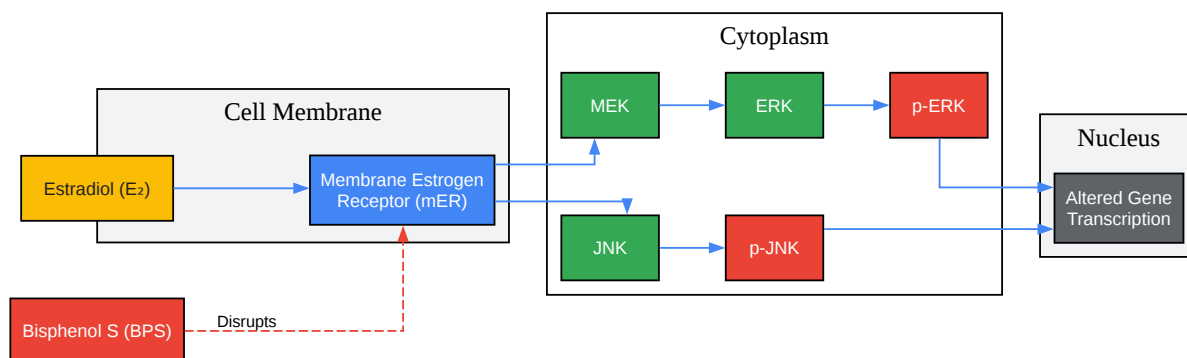 Cytoplasm
Cell Membrane
MEK
ERK
p-ERK
Nucleus
Estradiol (E₂)
Membrane Estrogen
Receptor (mER)
Altered Gene
Transcription
JNK
p-JNK
Bisphenol S (BPS)
Disrupts